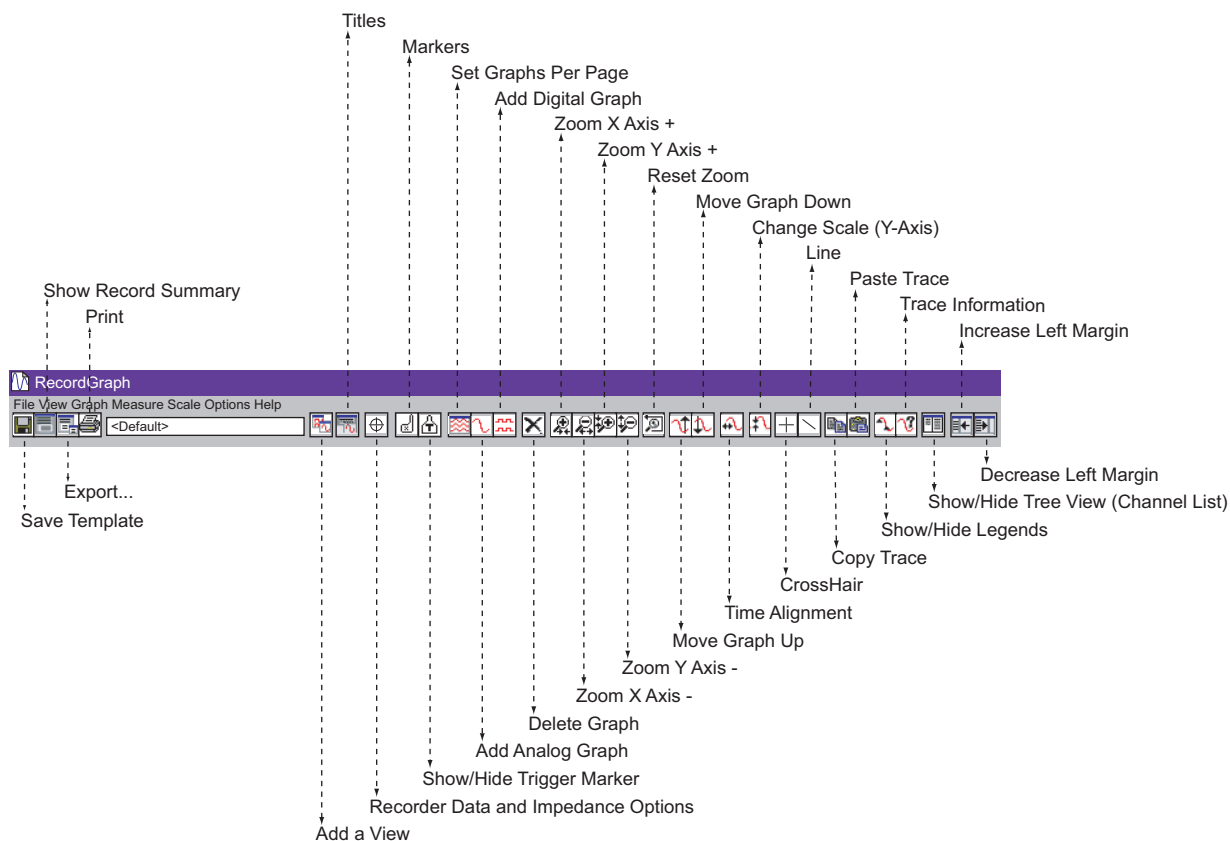 Titles
Markers
Set Graphs Per Page
Add Digital Graph
Zoom X Axis +
Zoom Y Axis +
Reset Zoom
Move Graph Down
Change Scale (Y-Axis)
Line
Paste Trace
Trace Information
Increase Left Margin
Show Record Summary
Print
RecordGraph
File View Graph Measure Scale Options Help
<Default>
Decrease Left Margin
Show/Hide Tree View (Channel List)
Show/Hide Legends
Copy Trace
CrossHair
Time Alignment
Move Graph Up
Zoom Y Axis -
Zoom X Axis -
Delete Graph
Add Analog Graph
Show/Hide Trigger Marker
Recorder Data and Impedance Options
Add a View
Export...
Save Template